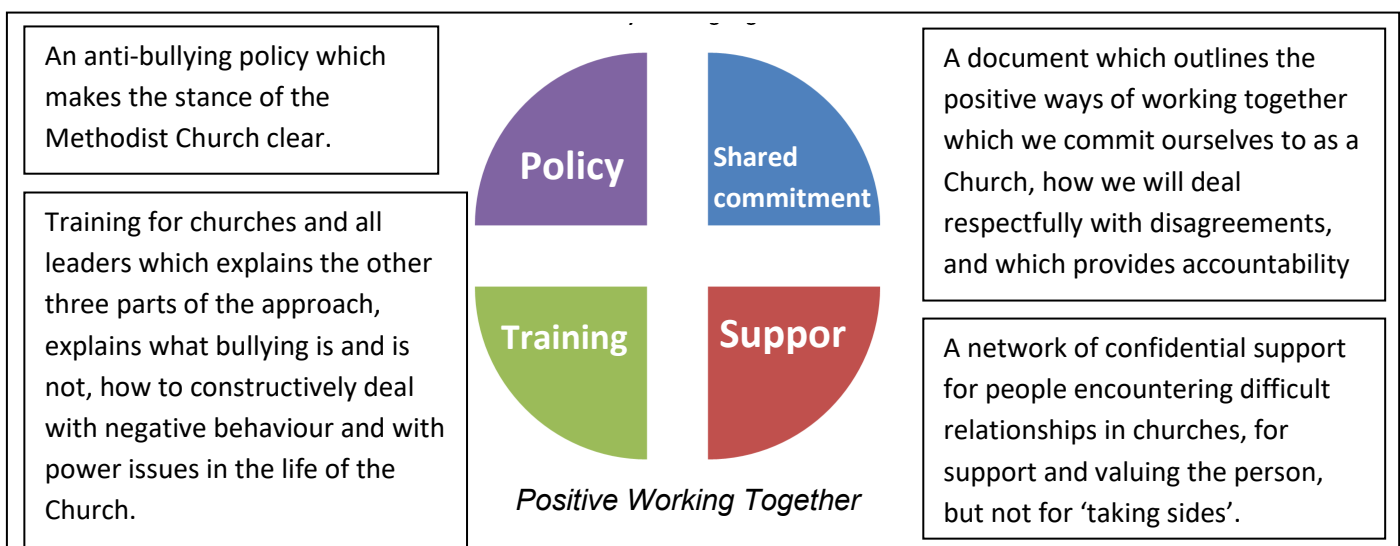 An anti-bullying policy which
makes the stance of the
Methodist Church clear.
Training for churches and all
leaders which explains the other
three parts of the approach,
explains what bullying is and is
not, how to constructively deal
with negative behaviour and with
power issues in the life of the
Church.
Policy
Shared
commitment
Training
Suppor
Positive Working Together
A document which outlines the
positive ways of working together
which we commit ourselves to as a
Church, how we will deal
respectfully with disagreements,
and which provides accountability
A network of confidential support
for people encountering difficult
relationships in churches, for
support and valuing the person,
but not for ‘taking sides’.